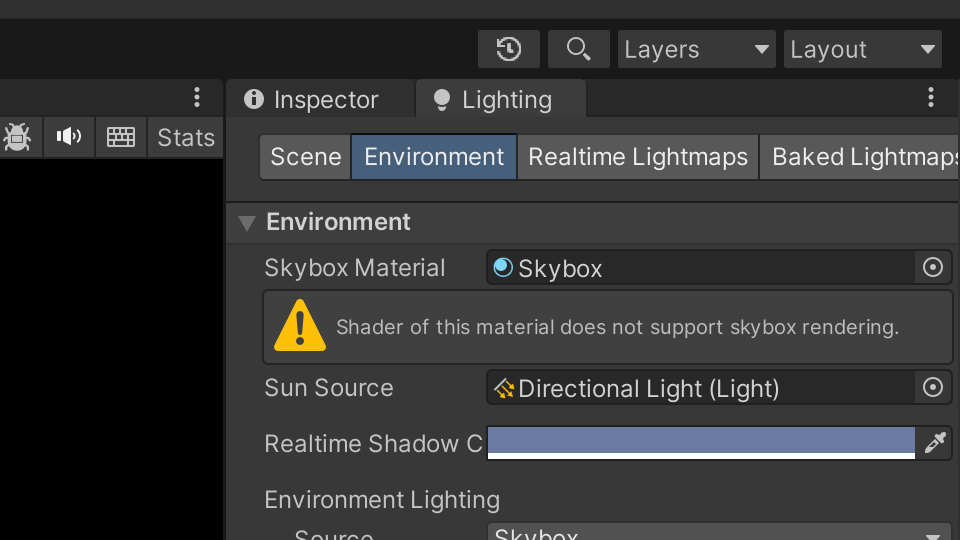 Layers
Layout
Inspector
Lighting
Stats
Scene
Environment
Realtime Lightmaps
Baked Lightmaps
Environment
Skybox Material
Skybox
Shader of this material does not support skybox rendering.
Sun Source
Directional Light (Light)
Realtime Shadow C
Environment Lighting
Source
Skybox